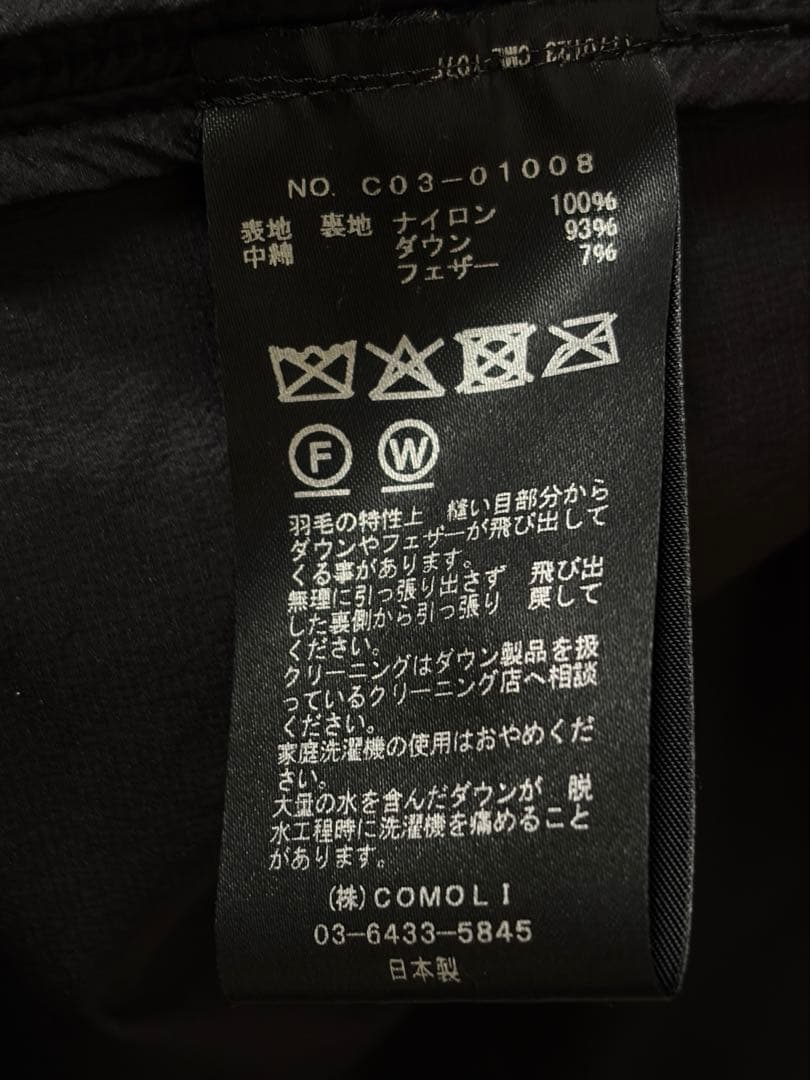 NO. C03-01008
表地 裏地 ナイロン 100%
中綿 ダウン 93%
フェザー 7%
F W
羽毛の特性上 縫い目部分から
ダウンやフェザーが飛び出して
くる事があります。
無理に引っ張り出さず 飛び出
した裏側から引っ張り 戻して
ください。
クリーニングはダウン製品を扱
っているクリーニング店へ相談
ください。
家庭洗濯機の使用はおやめくだ
さい。
大量の水を含んだダウンが 脱
水工程時に洗濯機を痛めること
があります。
(株)COMOLI
03-6433-5845
日本製